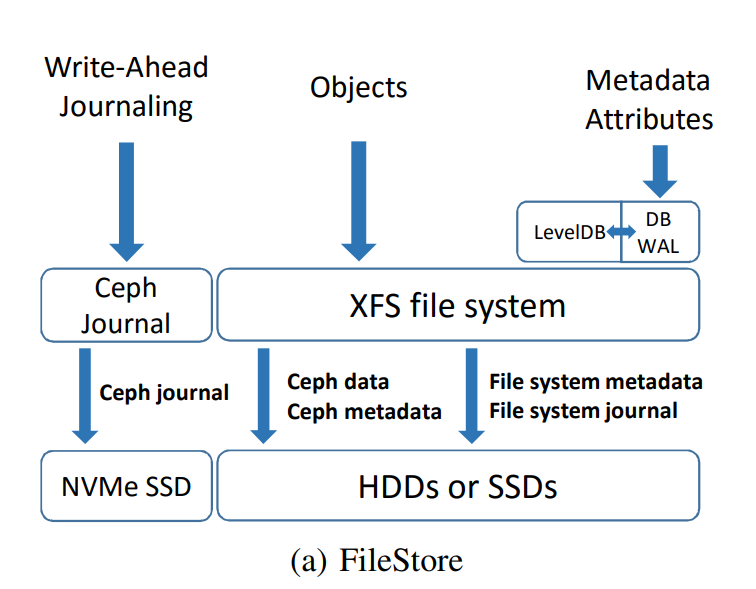 Write-Ahead
Journaling
Objects
Metadata
Attributes
LevelDB
DB
WAL
Ceph
Journal
XFS file system
Ceph journal
Ceph data
Ceph metadata
File system metadata
File system journal
NVMe SSD
HDDs or SSDs
(a) FileStore